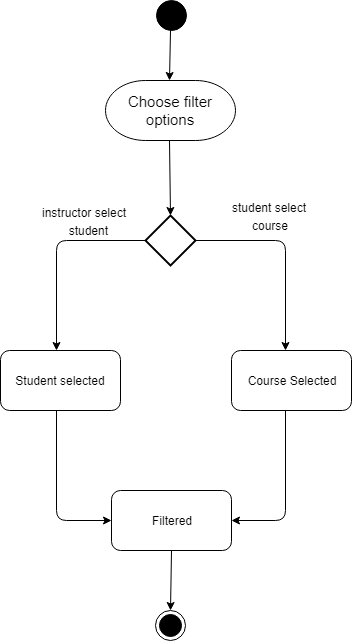 Choose filter
options
instructor select
student
student select
course
Student selected
Course Selected
Filtered